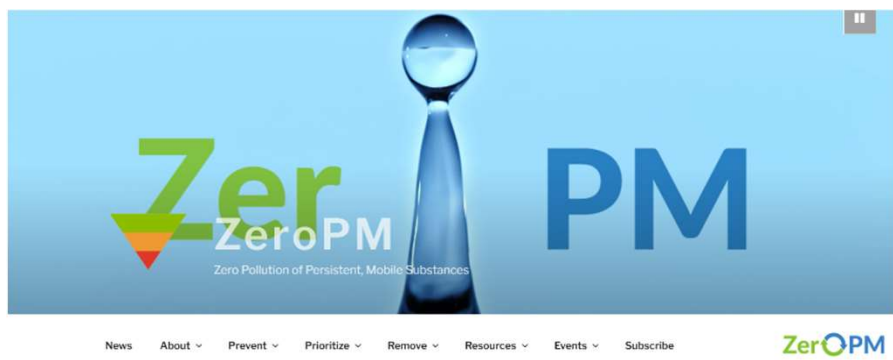 Zer PM
ZeroPM
Zero Pollution of Persistent, Mobile Substances
News About Prevent Prioritize Remove Resources Events Subscribe
ZeroPM